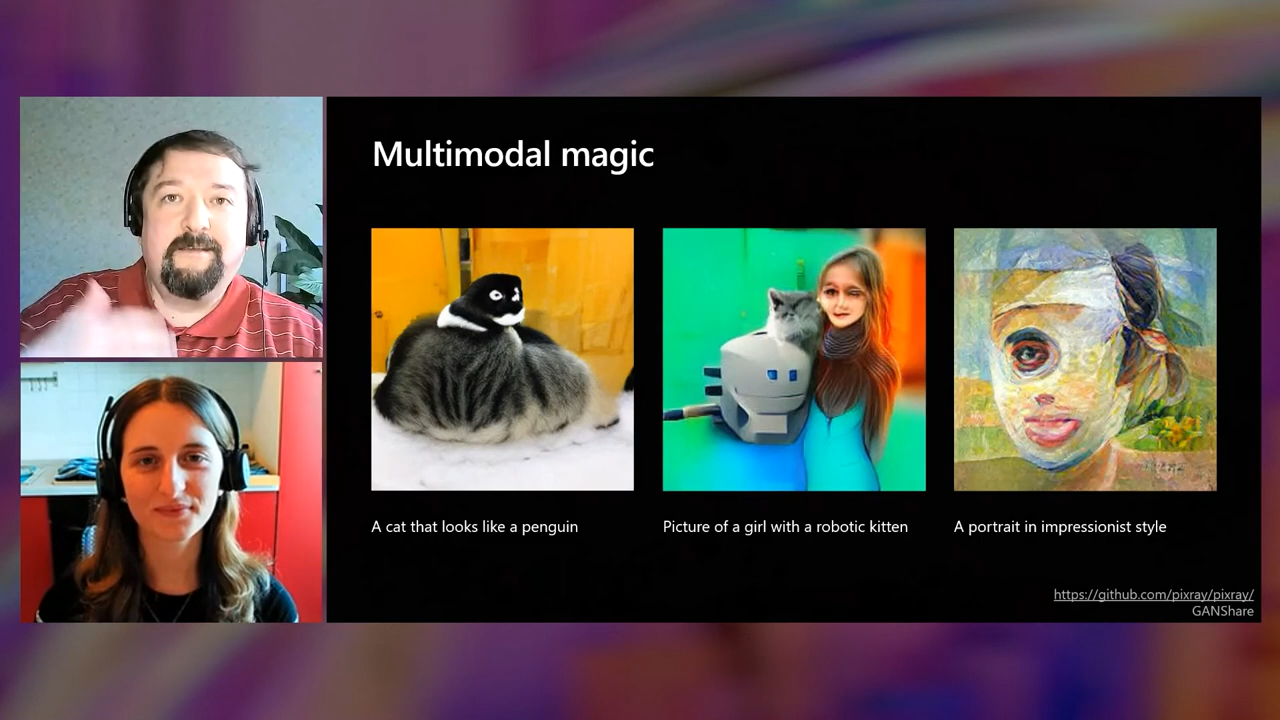 Multimodal magic
A cat that looks like a penguin
Picture of a girl with a robotic kitten
A portrait in impressionist style
https://github.com/pixray/pixray/
GANShare